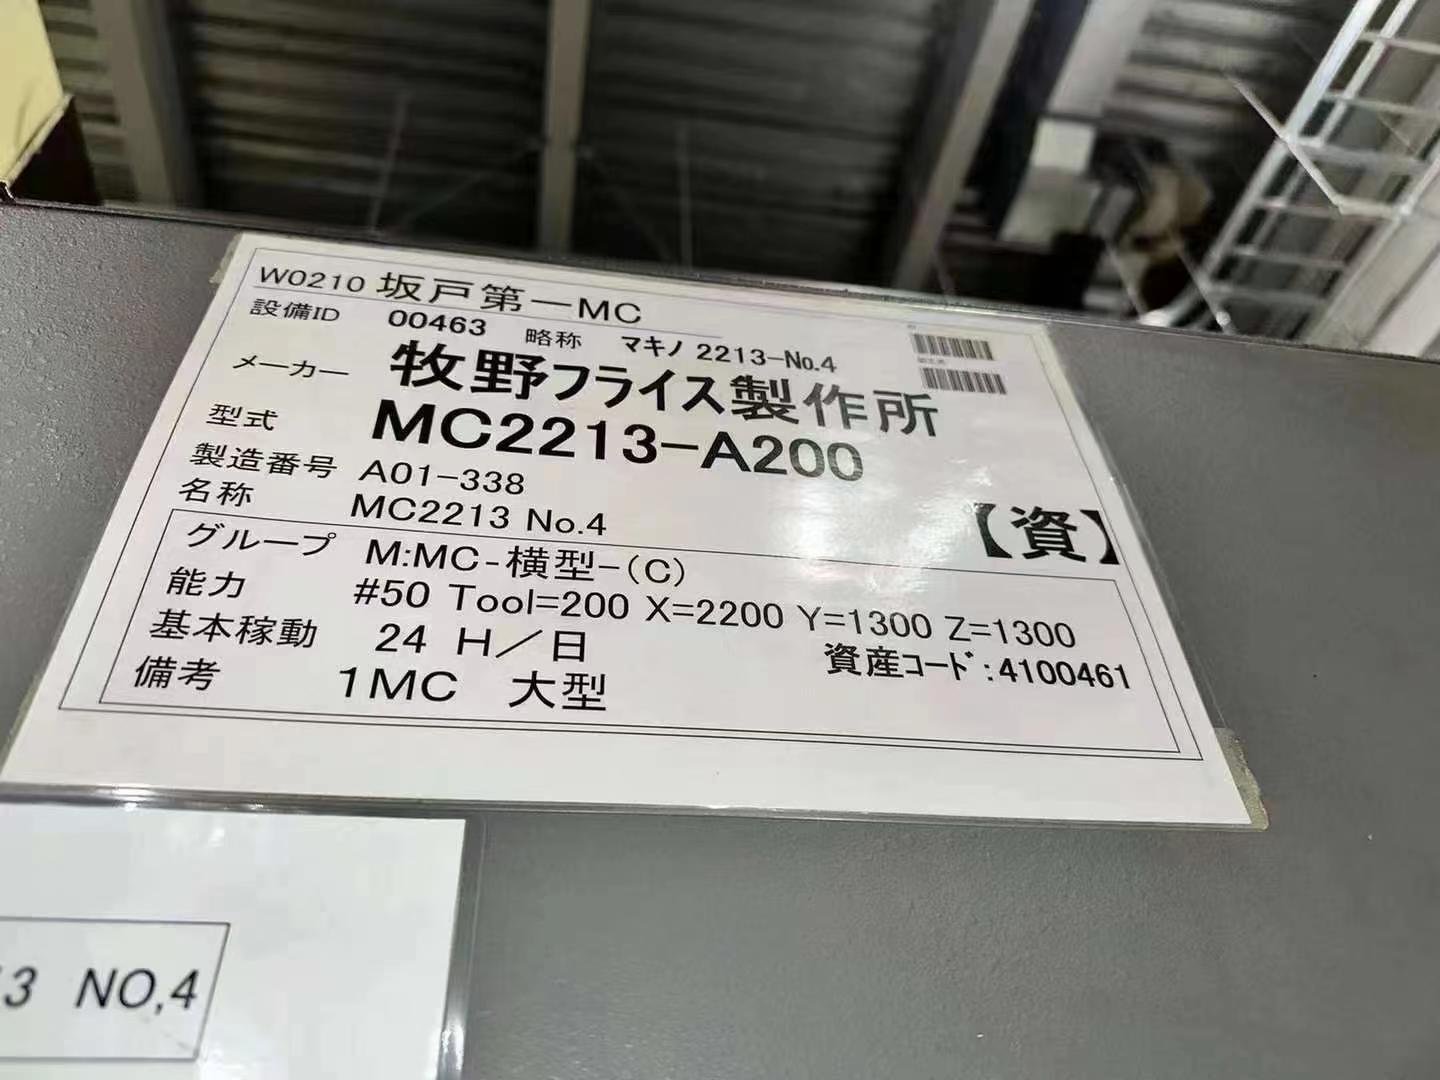 W0210 坂戸第一MC
設備ID 00463 略称 マキノ 2213-No.4
メーカー 牧野フライス製作所
型式 MC2213-A200
製造番号 A01-338
名称 MC2213 No.4
【資】
グループ M:MC-横型-(C)
能力 #50 Tool=200 X=2200 Y=1300 Z=1300
基本稼動 24 H/日 資産コード:4100461
備考 1MC 大型
3 NO,4